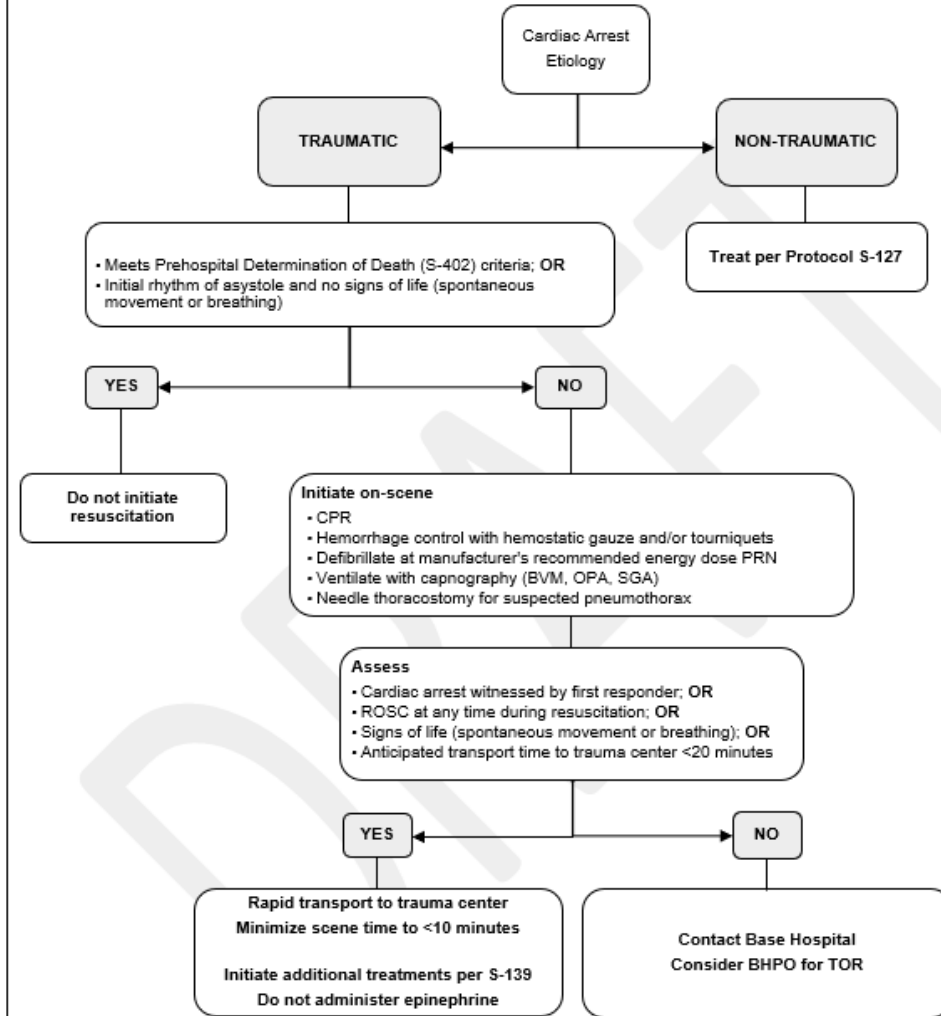 Cardiac Arrest
Etiology
TRAUMATIC
NON-TRAUMATIC
▪ Meets Prehospital Determination of Death (S-402) criteria; OR
▪ Initial rhythm of asystole and no signs of life (spontaneous
movement or breathing)
Treat per Protocol S-127
YES
NO
Do not initiate
resuscitation
Initiate on-scene
▪ CPR
▪ Hemorrhage control with hemostatic gauze and/or tourniquets
▪ Defibrillate at manufacturer's recommended energy dose PRN
▪ Ventilate with capnography (BVM, OPA, SGA)
▪ Needle thoracostomy for suspected pneumothorax
Assess
▪ Cardiac arrest witnessed by first responder; OR
▪ ROSC at any time during resuscitation; OR
▪ Signs of life (spontaneous movement or breathing); OR
▪ Anticipated transport time to trauma center <20 minutes
YES
NO
Rapid transport to trauma center
Minimize scene time to <10 minutes
Initiate additional treatments per S-139
Do not administer epinephrine
Contact Base Hospital
Consider BHPO for TOR
DRAFT